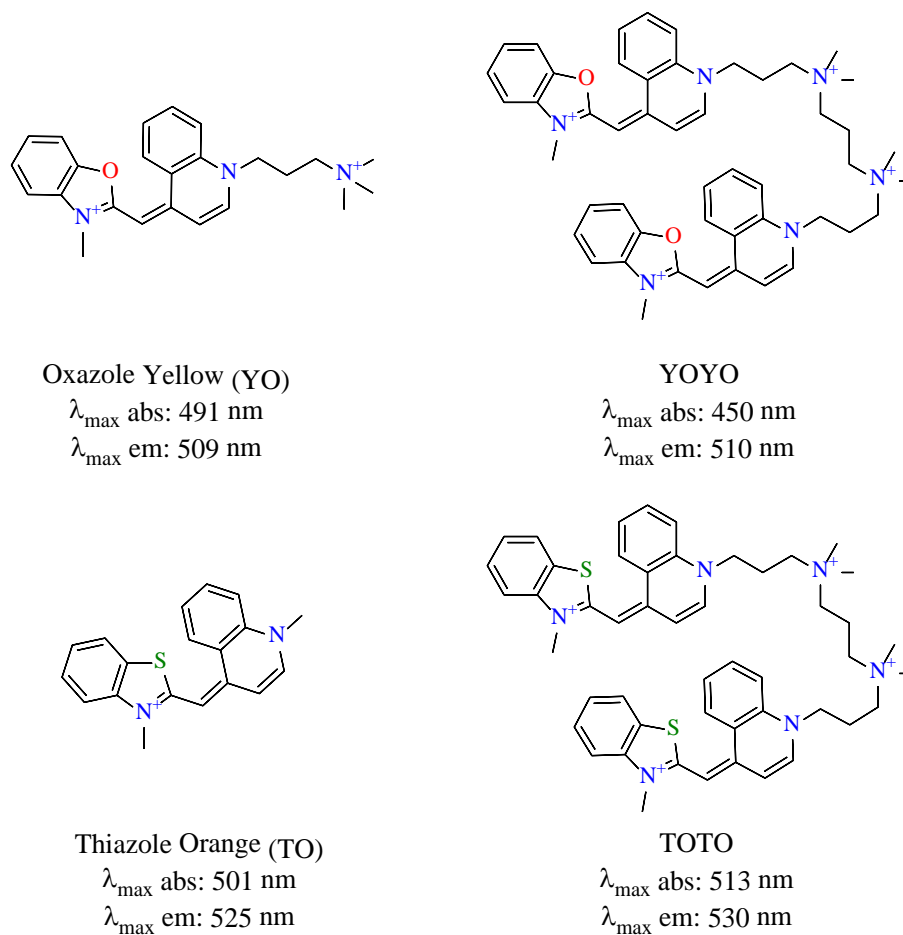 O
N+
N
N+
Oxazole Yellow (YO)
λmax abs: 491 nm
λmax em: 509 nm
O
N+
N
N+
N+
O
N+
N
YOYO
λmax abs: 450 nm
λmax em: 510 nm
S
N+
N
Thiazole Orange (TO)
λmax abs: 501 nm
λmax em: 525 nm
S
N+
N
N+
N+
S
N+
N
TOTO
λmax abs: 513 nm
λmax em: 530 nm